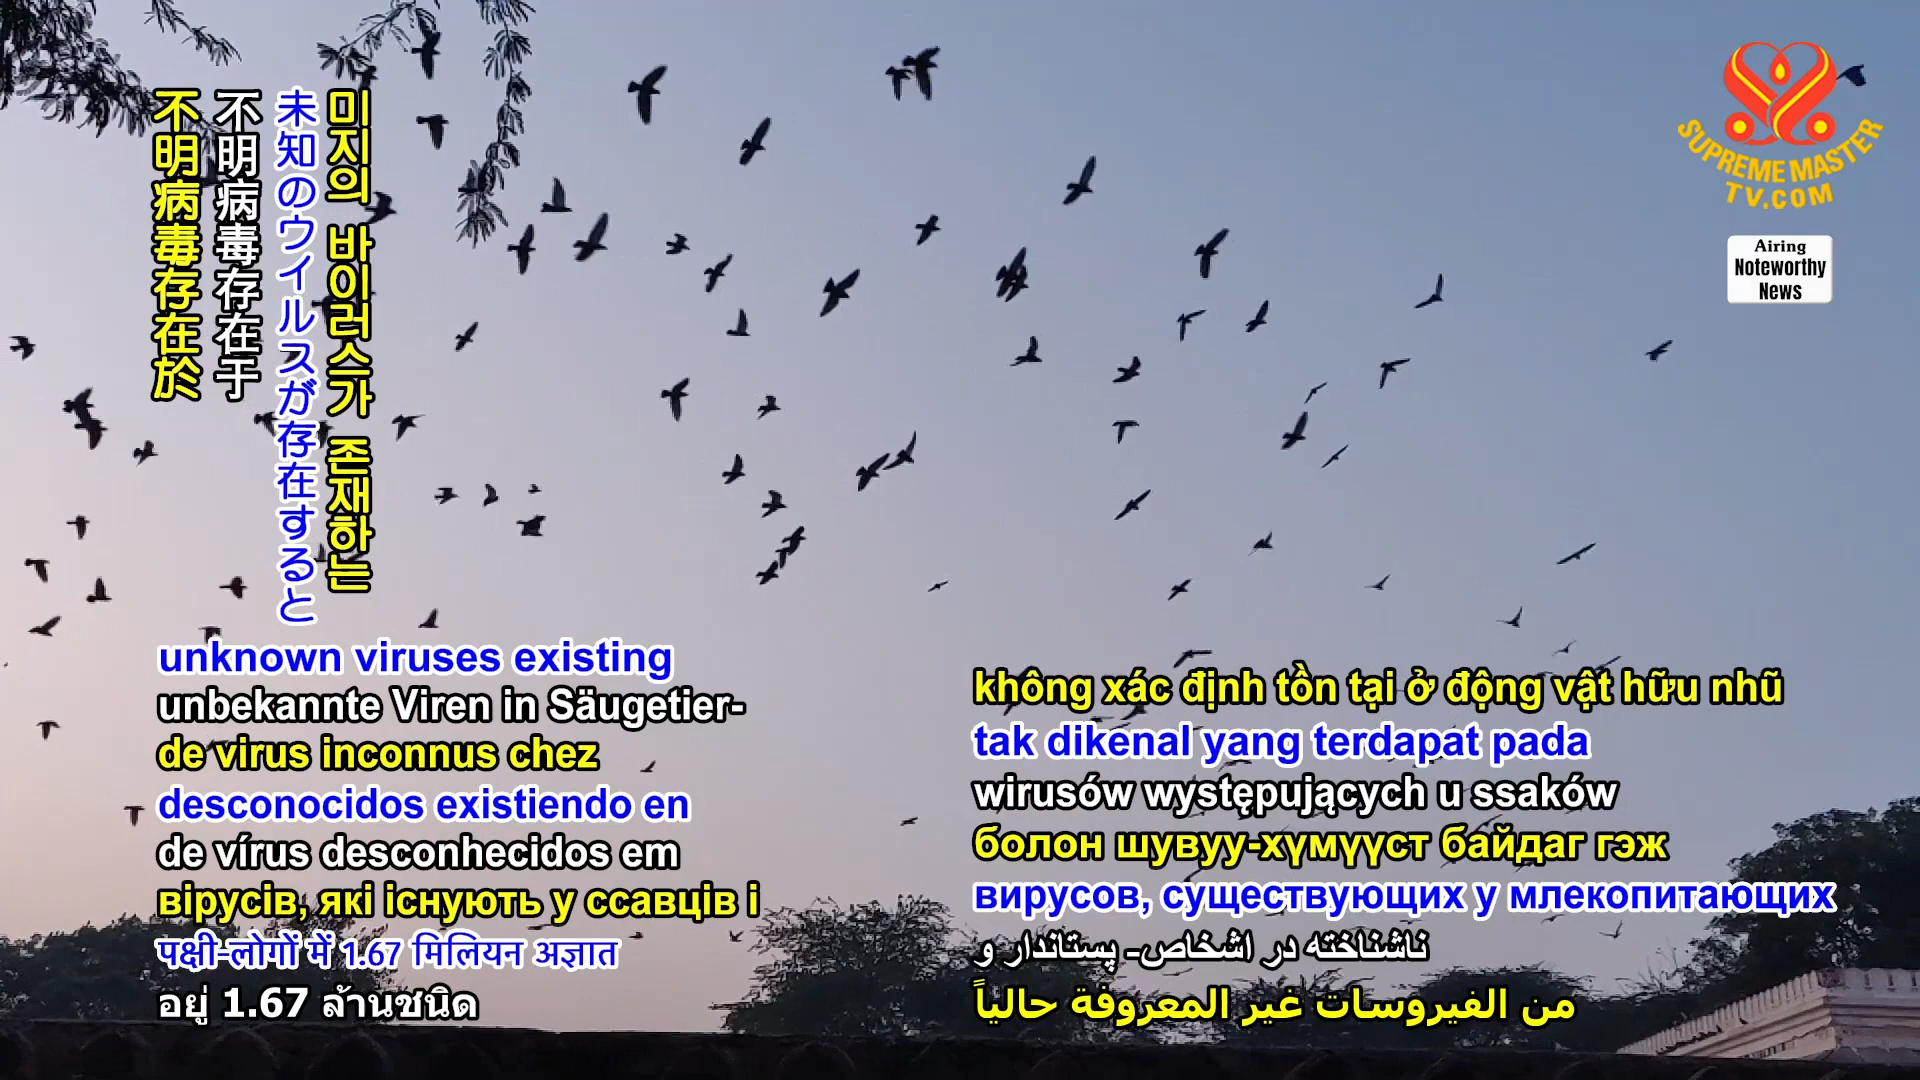 不明病毒存在於
不明病毒存在于
未知のウイルスが存在すると
미지의 바이러스가 존재하는
unknown viruses existing
unbekannte Viren in Säugetier-
de virus inconnus chez
desconocidos existiendo en
de vírus desconhecidos em
вірусів, які існують у ссавців і
पक्षी-लोगों में 1.67 मिलियन अज्ञात
อยู่ 1.67 ล้านชนิด
không xác định tồn tại ở động vật hữu nhũ
tak dikenal yang terdapat pada
wirusów występujących u ssaków
болон шувуу-хүмүүст байдаг гэж
вирусов, существующих у млекопитающих
ناشناخته در اشخاص- پستاندار و
من الفيروسات غير المعروفة حالياً
SUPREME MASTER
TV.COM
Airing
Noteworthy
News